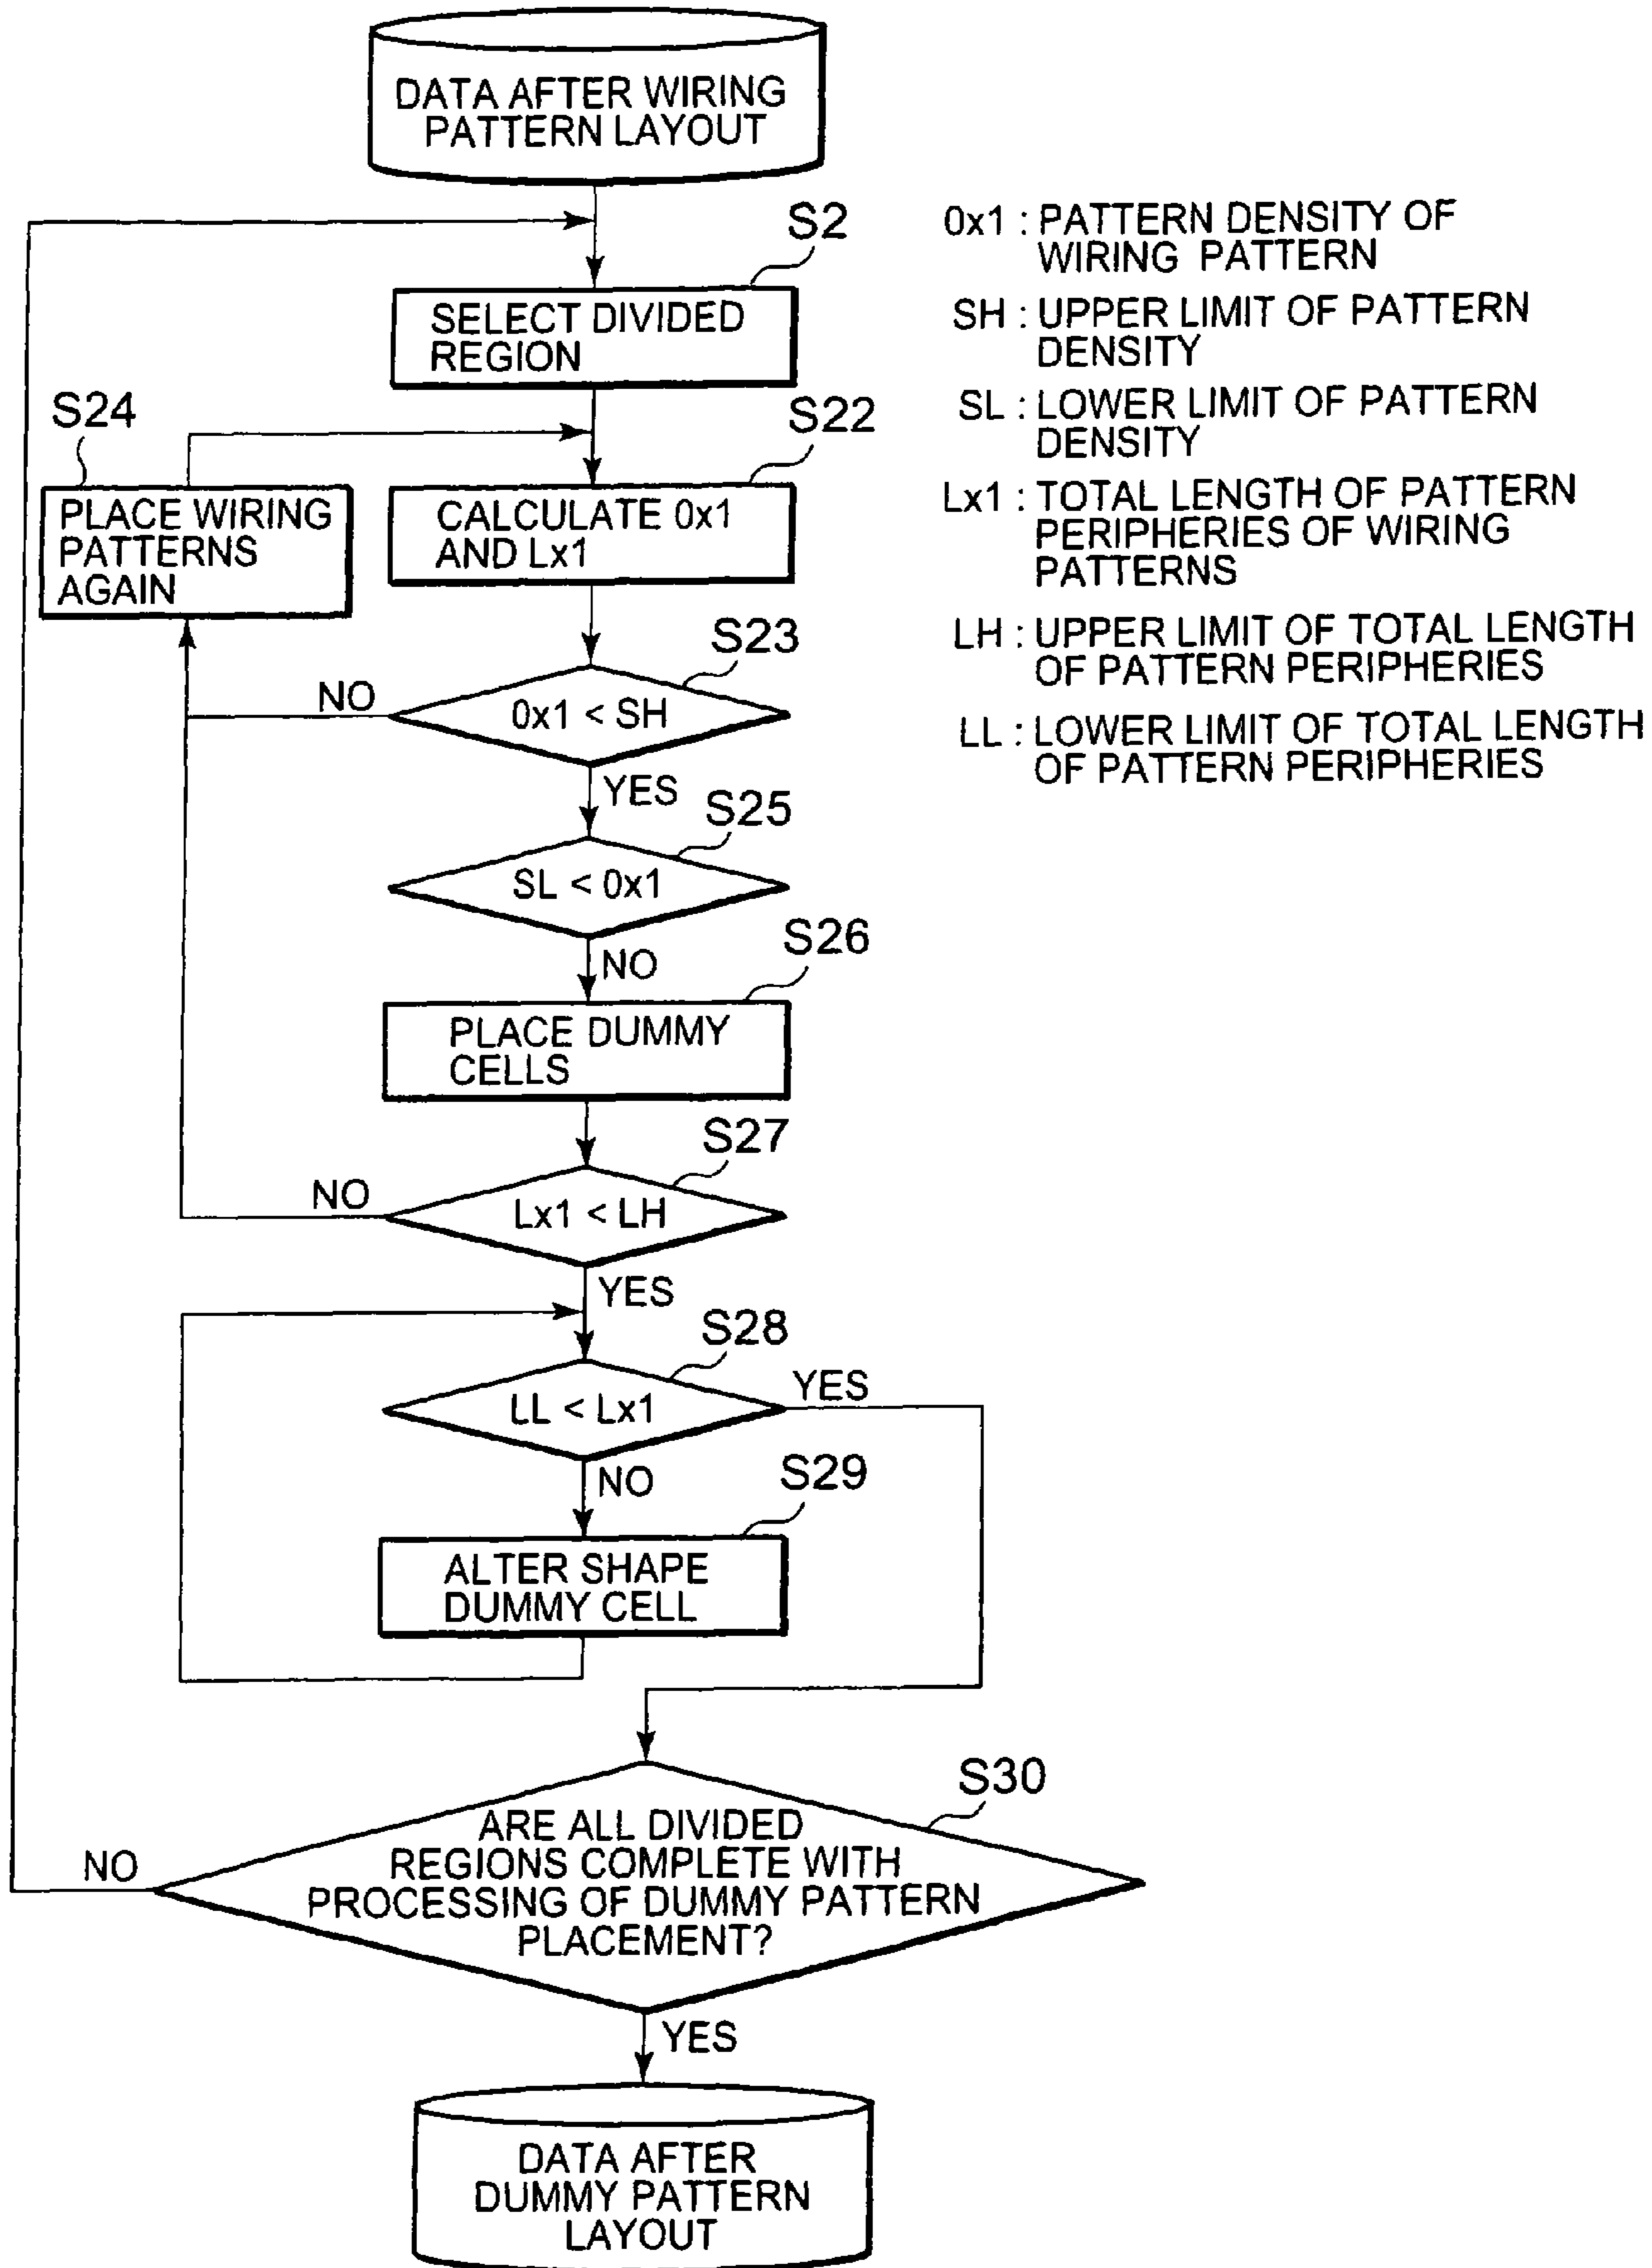 DATA AFTER WIRING
PATTERN LAYOUT
S2
SELECT DIVIDED
REGION
S24
PLACE WIRING
PATTERNS
AGAIN
S22
CALCULATE 0x1
AND Lx1
S23
0x1 < SH
NO
YES
S25
SL < 0x1
NO
S26
PLACE DUMMY
CELLS
S27
Lx1 < LH
NO
YES
S28
LL < Lx1
YES
NO
S29
ALTER SHAPE
DUMMY CELL
S30
ARE ALL DIVIDED
REGIONS COMPLETE WITH
PROCESSING OF DUMMY PATTERN
PLACEMENT?
NO
YES
DATA AFTER
DUMMY PATTERN
LAYOUT
0x1 : PATTERN DENSITY OF
WIRING PATTERN
SH : UPPER LIMIT OF PATTERN
DENSITY
SL : LOWER LIMIT OF PATTERN
DENSITY
Lx1 : TOTAL LENGTH OF PATTERN
PERIPHERIES OF WIRING
PATTERNS
LH : UPPER LIMIT OF TOTAL LENGTH
OF PATTERN PERIPHERIES
LL : LOWER LIMIT OF TOTAL LENGTH
OF PATTERN PERIPHERIES